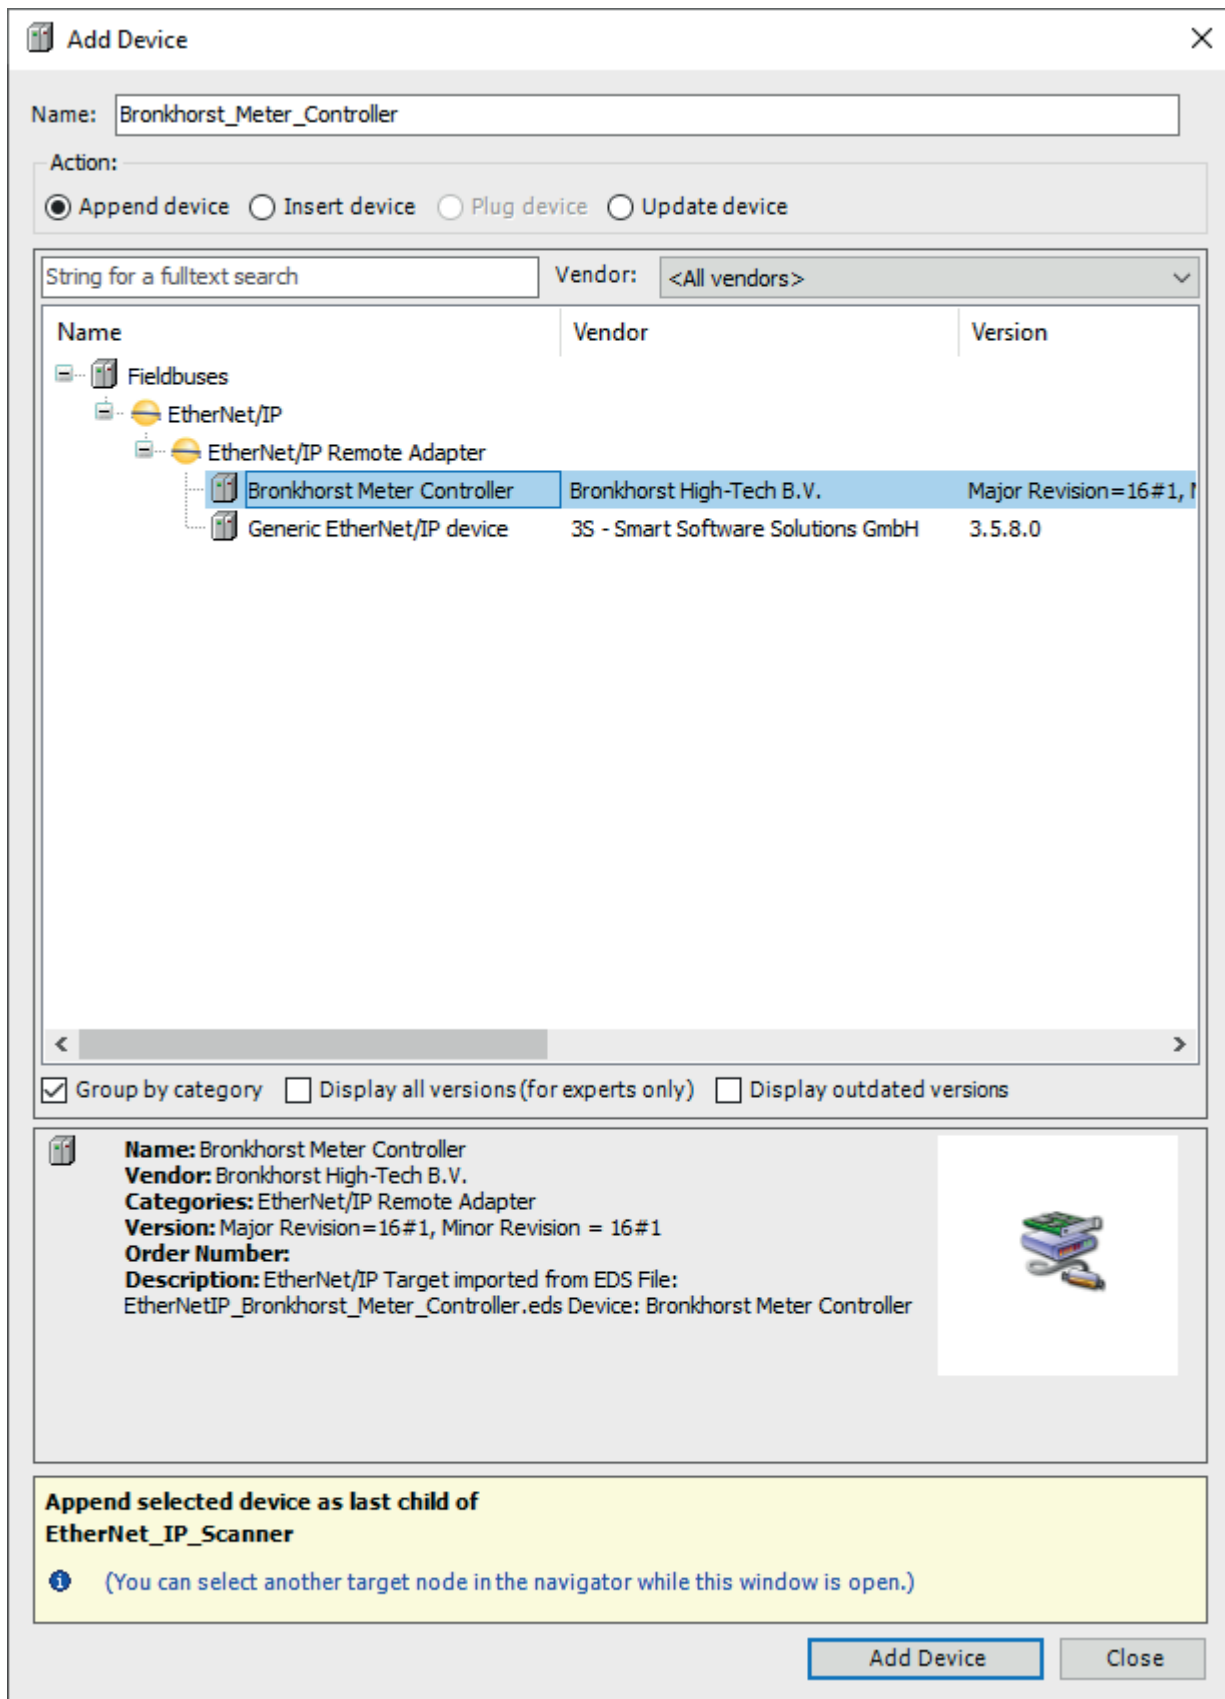 Add Device
Name: Bronkhorst_Meter_Controller
Action:
Append device Insert device Plug device Update device
String for a fulltext search Vendor: <All vendors>
Name Vendor Version
Fieldbuses
EtherNet/IP
EtherNet/IP Remote Adapter
Bronkhorst Meter Controller Bronkhorst High-Tech B.V. Major Revision=16#1,
Generic EtherNet/IP device 3S - Smart Software Solutions GmbH 3.5.8.0
Group by category Display all versions (for experts only) Display outdated versions
Name: Bronkhorst Meter Controller
Vendor: Bronkhorst High-Tech B.V.
Categories: EtherNet/IP Remote Adapter
Version: Major Revision=16#1, Minor Revision = 16#1
Order Number:
Description: EtherNet/IP Target imported from EDS File:
EtherNetIP_Bronkhorst_Meter_Controller.eds Device: Bronkhorst Meter Controller
Append selected device as last child of
EtherNet_IP_Scanner
(You can select another target node in the navigator while this window is open.)
Add Device Close